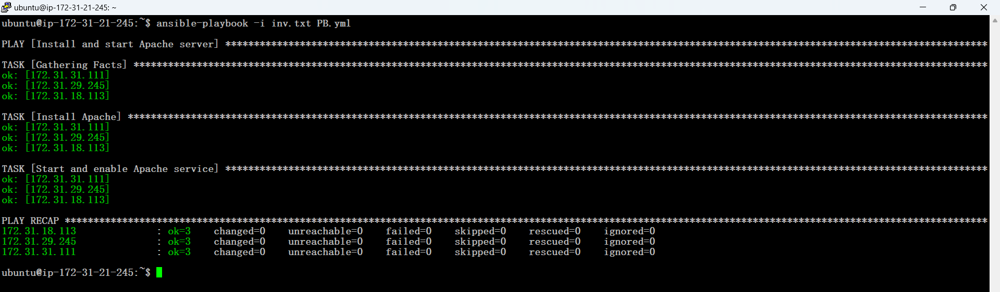 ubuntu@ip-172-31-21-245: ~
ubuntu@ip-172-31-21-245:~$ ansible-playbook -i inv.txt PB.yml
PLAY [Install and start Apache server] *************************************************************************************************************************************
TASK [Gathering Facts] *****************************************************************************************************************************************************
ok: [172.31.31.111]
ok: [172.31.29.245]
ok: [172.31.18.113]
TASK [Install Apache] ******************************************************************************************************************************************************
ok: [172.31.31.111]
ok: [172.31.29.245]
ok: [172.31.18.113]
TASK [Start and enable Apache service] *************************************************************************************************************************************
ok: [172.31.31.111]
ok: [172.31.29.245]
ok: [172.31.18.113]
PLAY RECAP *****************************************************************************************************************************************************************
172.31.18.113              : ok=3    changed=0    unreachable=0    failed=0    skipped=0    rescued=0    ignored=0
172.31.29.245              : ok=3    changed=0    unreachable=0    failed=0    skipped=0    rescued=0    ignored=0
172.31.31.111              : ok=3    changed=0    unreachable=0    failed=0    skipped=0    rescued=0    ignored=0
ubuntu@ip-172-31-21-245:~$